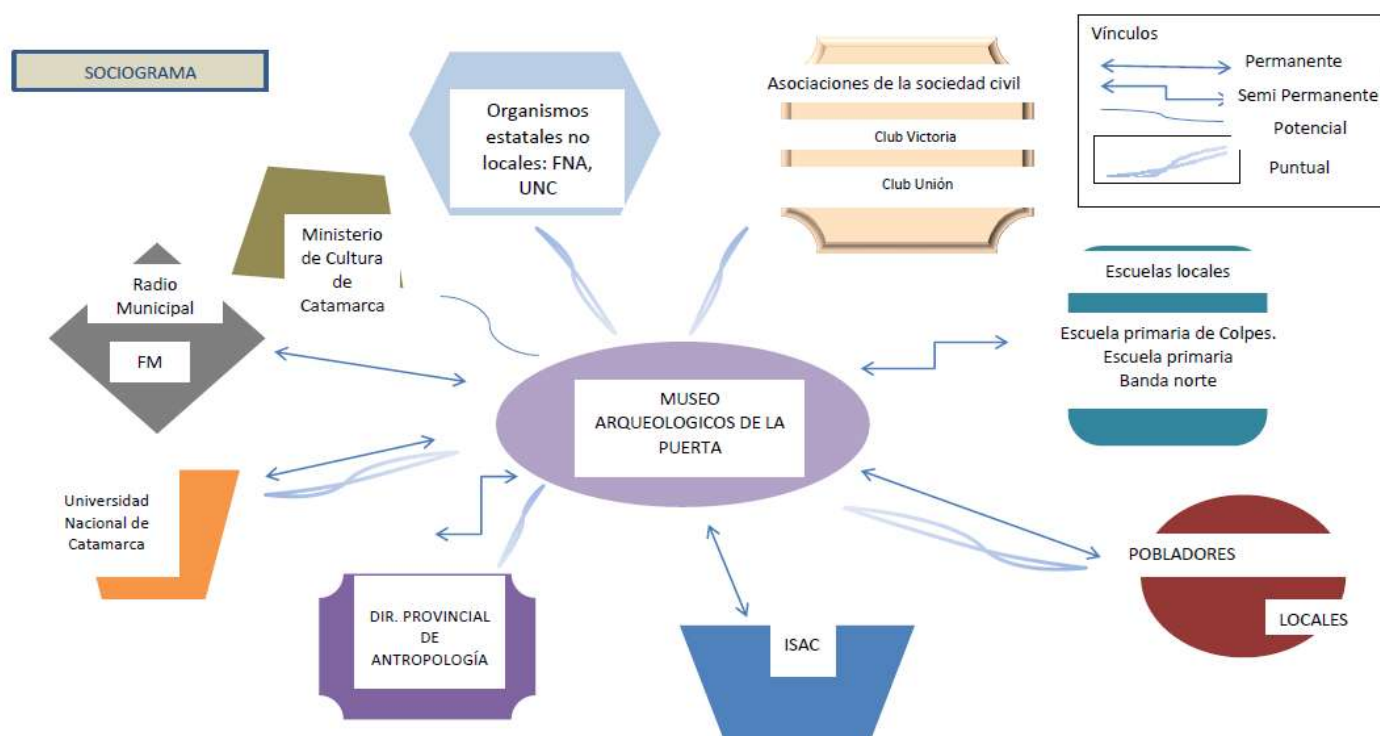 SOCIOGRAMA
Organismos
estatales no
locales: FNA,
UNC
Asociaciones de la sociedad civil
Club Victoria
Club Unión
Vínculos
Permanente
Semi Permanente
Potencial
Puntual
Ministerio
de Cultura
de
Catamarca
Radio
Municipal
FM
Escuelas locales
Escuela primaria de Colpes.
Escuela primaria
Banda norte
MUSEO
ARQUEOLOGICOS DE LA
PUERTA
Universidad
Nacional de
Catamarca
DIR. PROVINCIAL
DE
ANTROPOLOGÍA
ISAC
POBLADORES
LOCALES